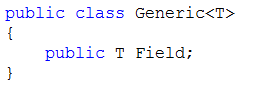 public class Generic<T>
{
    public T Field;
}